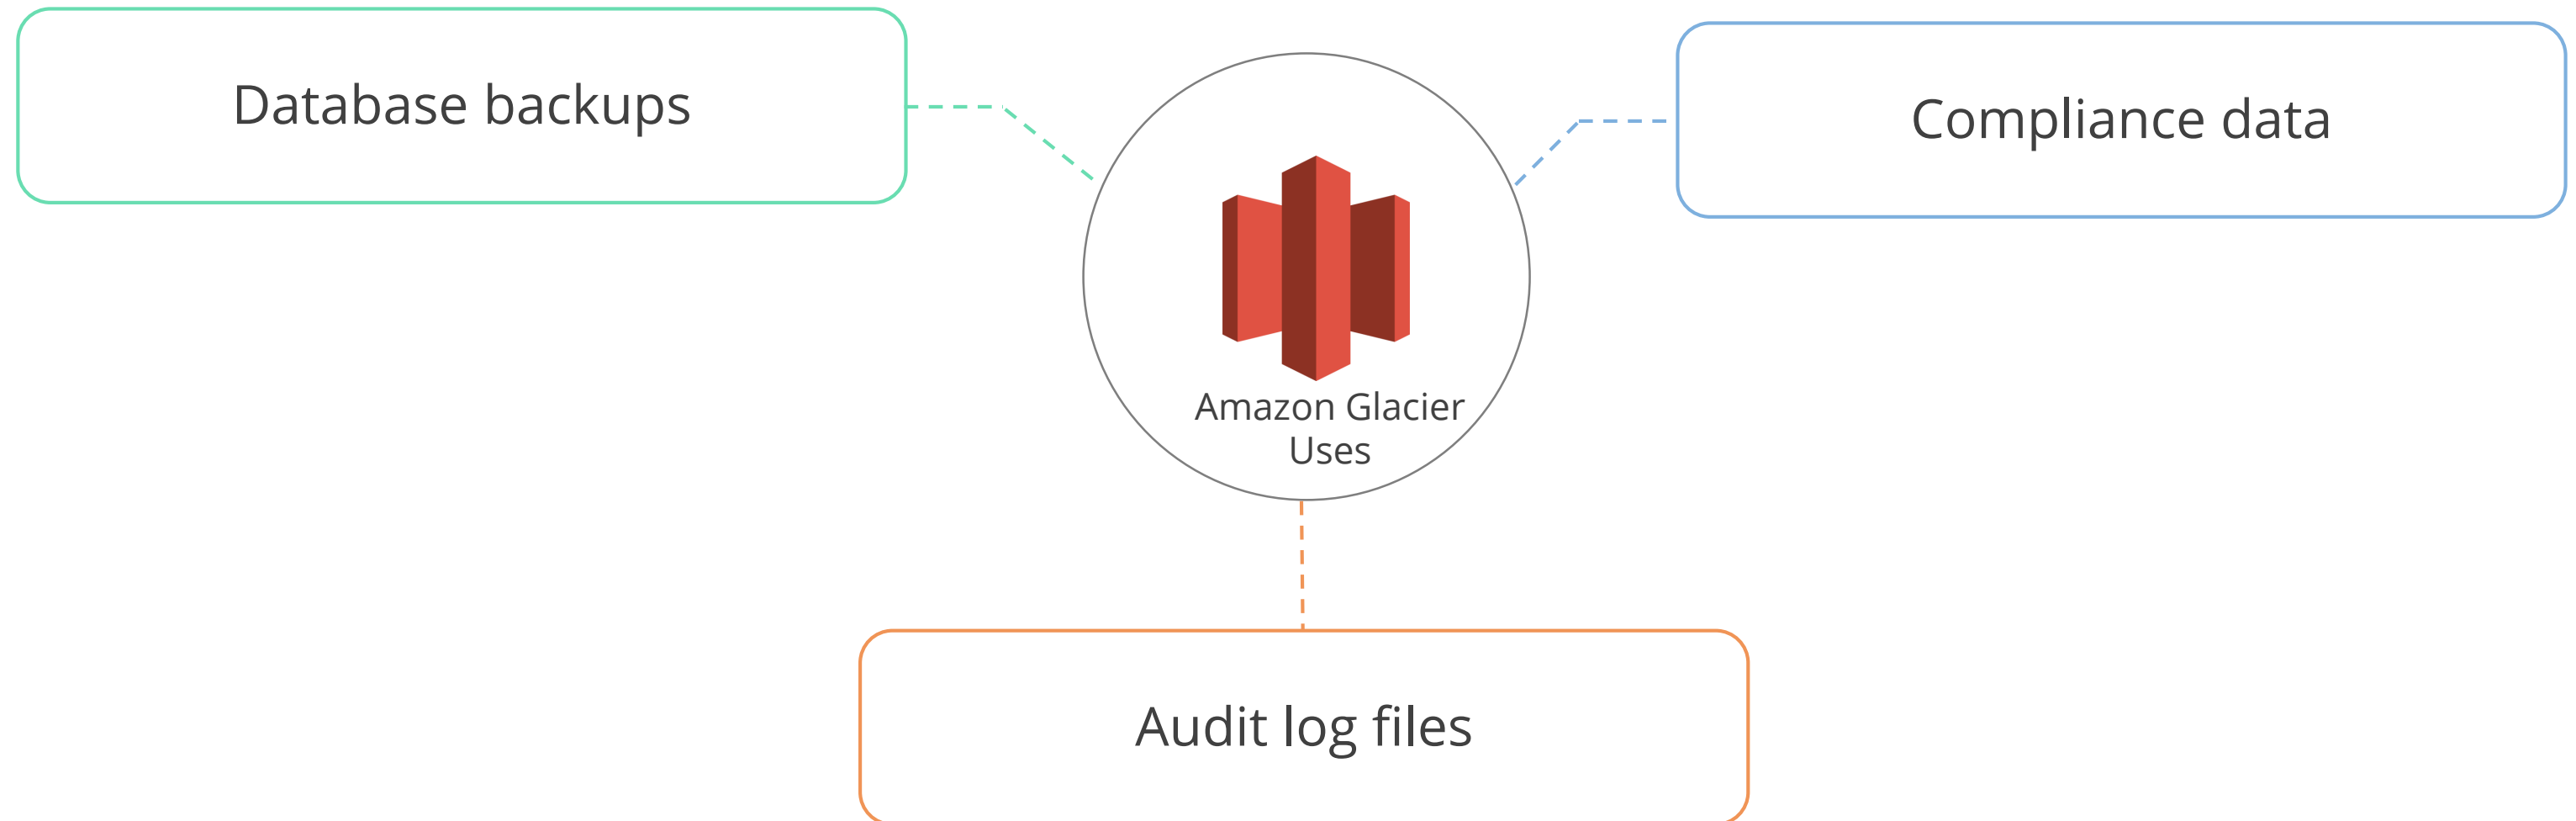 Database backups
Compliance data
Amazon Glacier
Uses
Audit log files